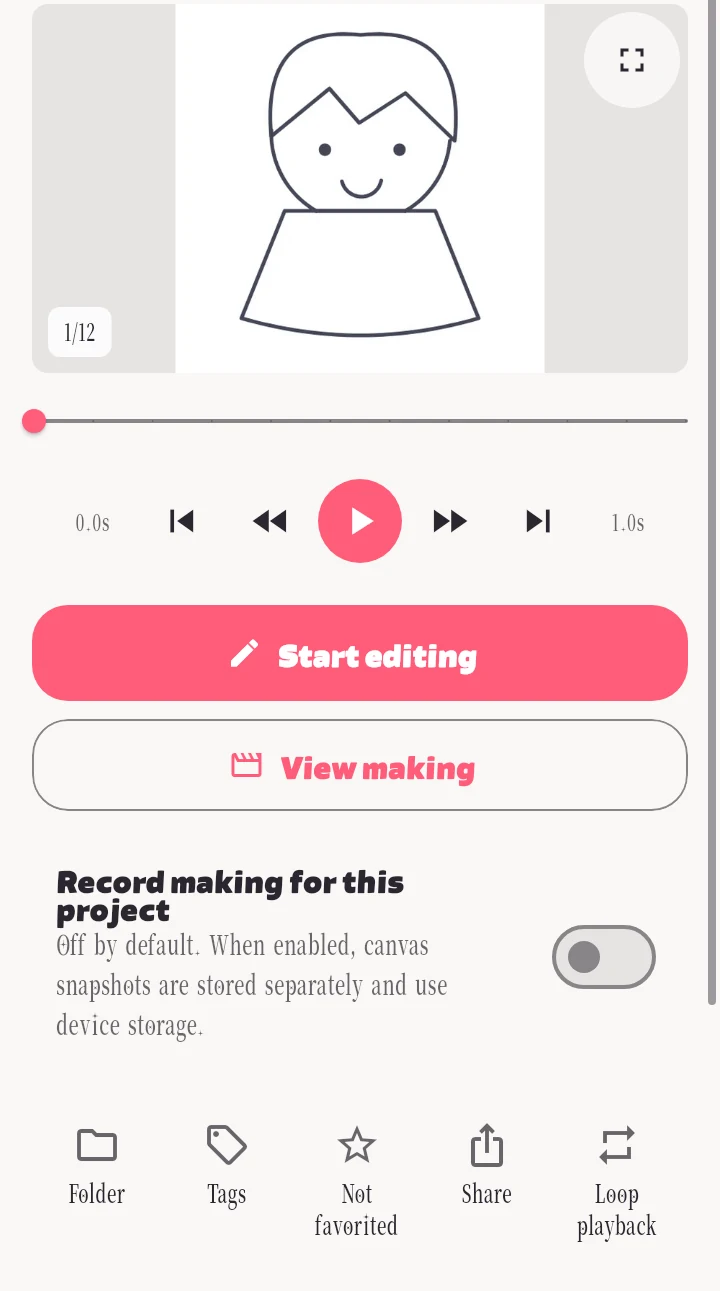 1/12
0.0s
1.0s
Start editing
View making
Record making for this
project
Off by default. When enabled, canvas
snapshots are stored separately and use
device storage.
Folder
Tags
Not
favorited
Share
Loop
playback